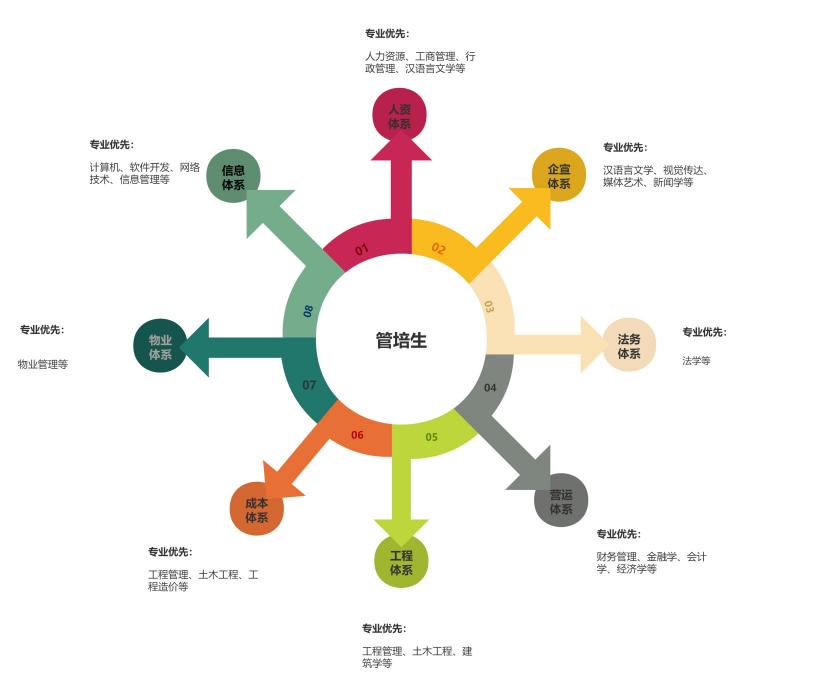 专业优先：
人力资源、工商管理、行
政管理、汉语言文学等
人资
体系
01
专业优先：
汉语言文学、视觉传达、
媒体艺术、新闻学等
企宣
体系
02
专业优先：
法学等
法务
体系
03
专业优先：
财务管理、金融学、会计
学、经济学等
营运
体系
04
专业优先：
工程管理、土木工程、建
筑学等
工程
体系
05
专业优先：
工程管理、土木工程、工
程造价等
成本
体系
06
专业优先：
物业管理等
物业
体系
07
专业优先：
计算机、软件开发、网络
技术、信息管理等
信息
体系
08
管培生